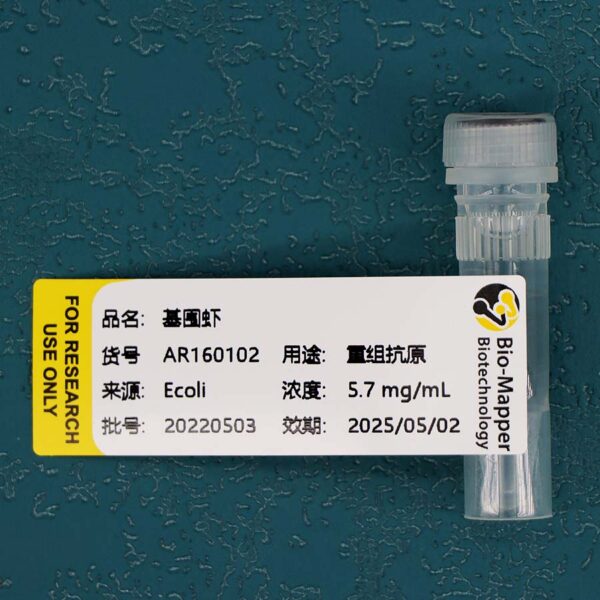 FOR RESEARCH
USE ONLY
品名: 基围虾
货号 AR160102 用途: 重组抗原
来源: Ecoli 浓度: 5.7 mg/mL
批号: 20220503 效期: 2025/05/02
Bio-Mapper
Biotechnology